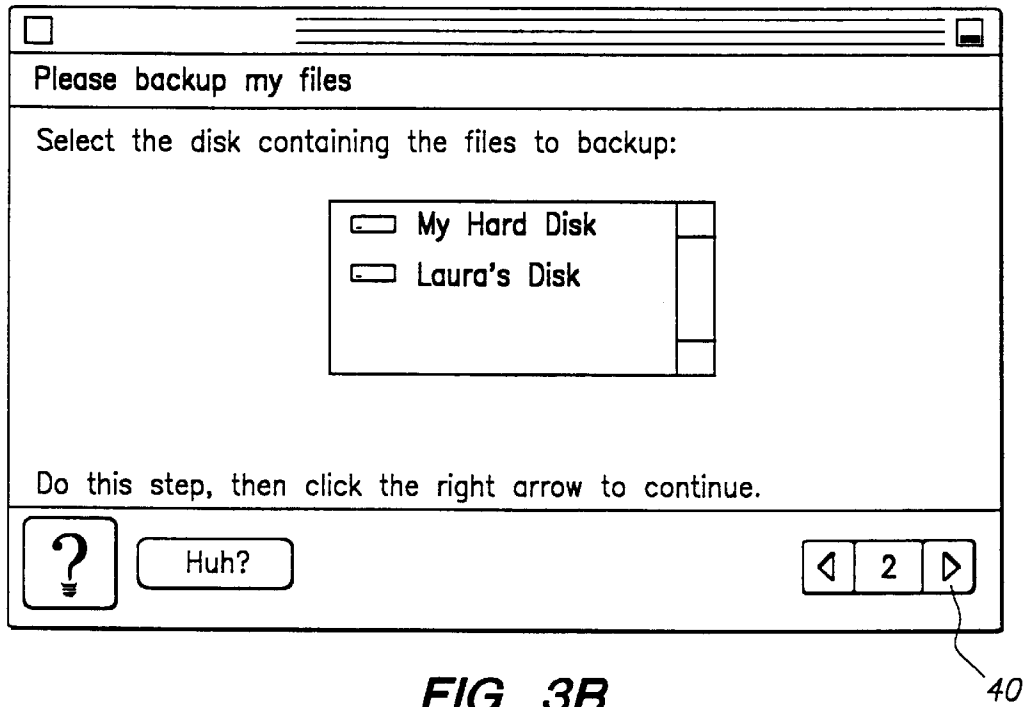 Please backup my files
Select the disk containing the files to backup:
My Hard Disk
Laura's Disk
Do this step, then click the right arrow to continue.
? Huh? 2
40
FIG 3B